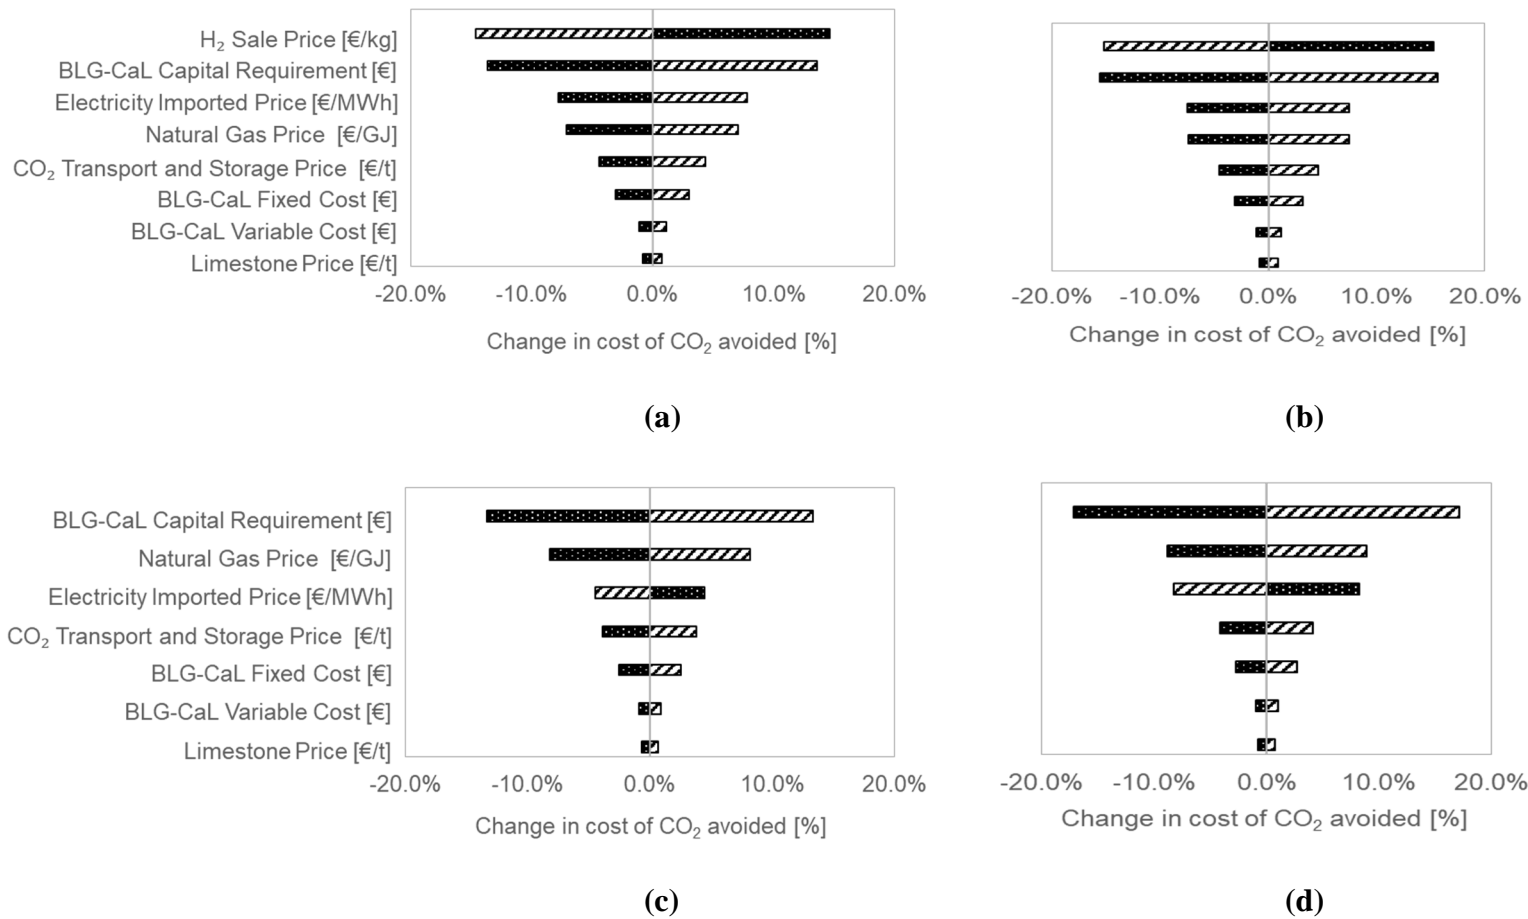 H₂ Sale Price [€/kg]
BLG-CaL Capital Requirement [€]
Electricity Imported Price [€/MWh]
Natural Gas Price [€/GJ]
CO₂ Transport and Storage Price [€/t]
BLG-CaL Fixed Cost [€]
BLG-CaL Variable Cost [€]
Limestone Price [€/t]
-20.0% -10.0% 0.0% 10.0% 20.0%
Change in cost of CO₂ avoided [%]
(a)
-20.0% -10.0% 0.0% 10.0% 20.0%
Change in cost of CO₂ avoided [%]
(b)
BLG-CaL Capital Requirement [€]
Natural Gas Price [€/GJ]
Electricity Imported Price [€/MWh]
CO₂ Transport and Storage Price [€/t]
BLG-CaL Fixed Cost [€]
BLG-CaL Variable Cost [€]
Limestone Price [€/t]
-20.0% -10.0% 0.0% 10.0% 20.0%
Change in cost of CO₂ avoided [%]
(c)
-20.0% -10.0% 0.0% 10.0% 20.0%
Change in cost of CO₂ avoided [%]
(d)